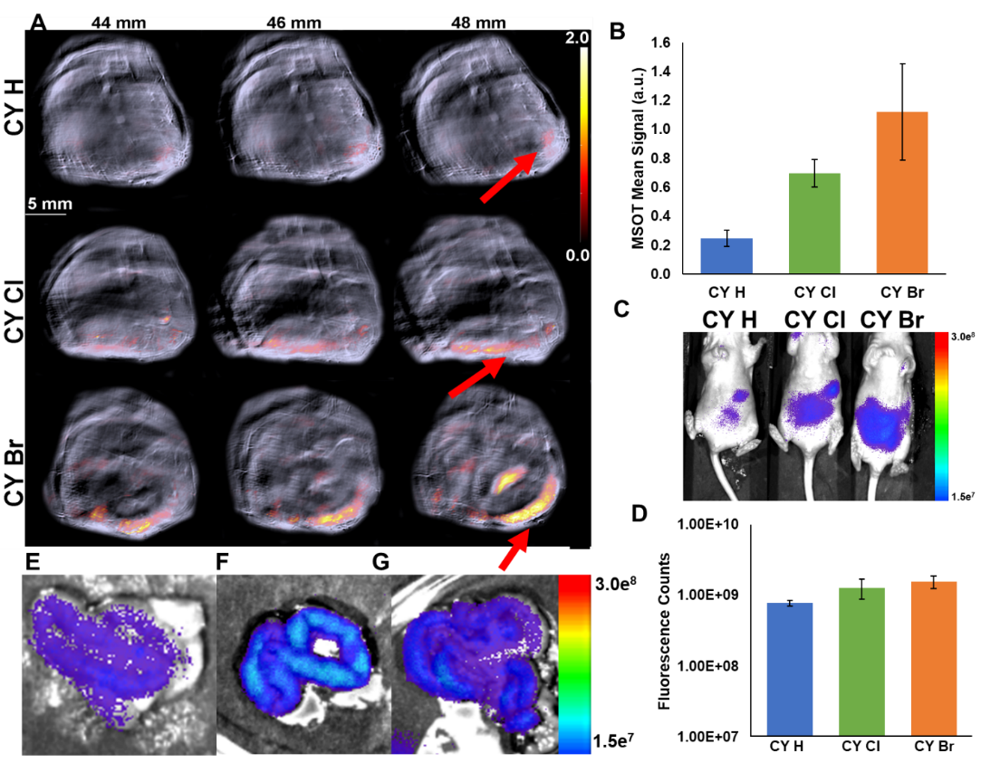 A
44 mm 46 mm 48 mm
CY H
2.0
0.0
5 mm
CY Cl
CY Br
B
MSOT Mean Signal (a.u.)
1.6
1.4
1.2
1.0
0.8
0.6
0.4
0.2
0.0
CY H CY Cl CY Br
C
CY H CY Cl CY Br
3.0e⁸
1.5e⁷
D
Fluorescence Counts
1.00E+10
1.00E+09
1.00E+08
1.00E+07
CY H CY Cl CY Br
E F G
3.0e⁸
1.5e⁷